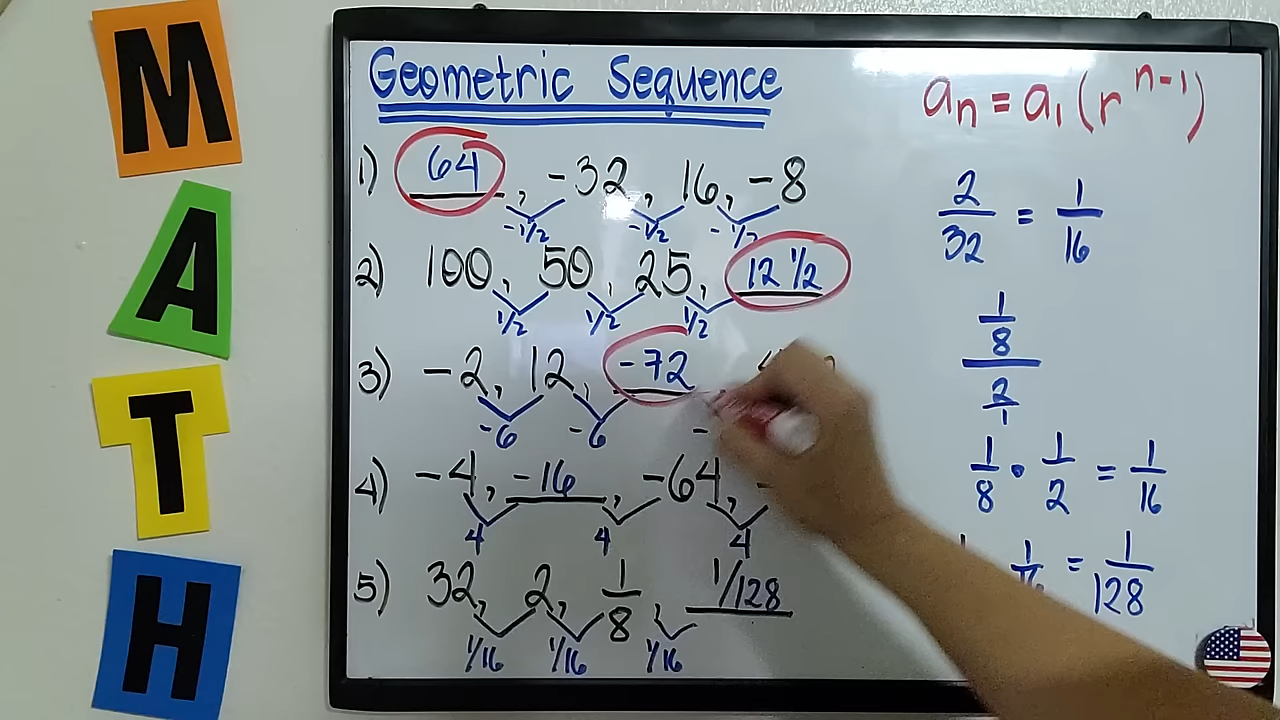 MATH
Geometric Sequence
aₙ = a₁ (r ⁿ⁻¹)
1) 64, -32, 16, -8
-1/2 -1/2 -1/2
2) 100, 50, 25, 12 1/2
1/2 1/2 1/2
3) -2, 12, -72
-6 -6
4) -4, -16, -64,
4 4 4
5) 32, 2, 1/8, 1/128
1/16 1/16 1/16
2/32 = 1/16
1/8
2/1
1/8 • 1/2 = 1/16
= 1/128